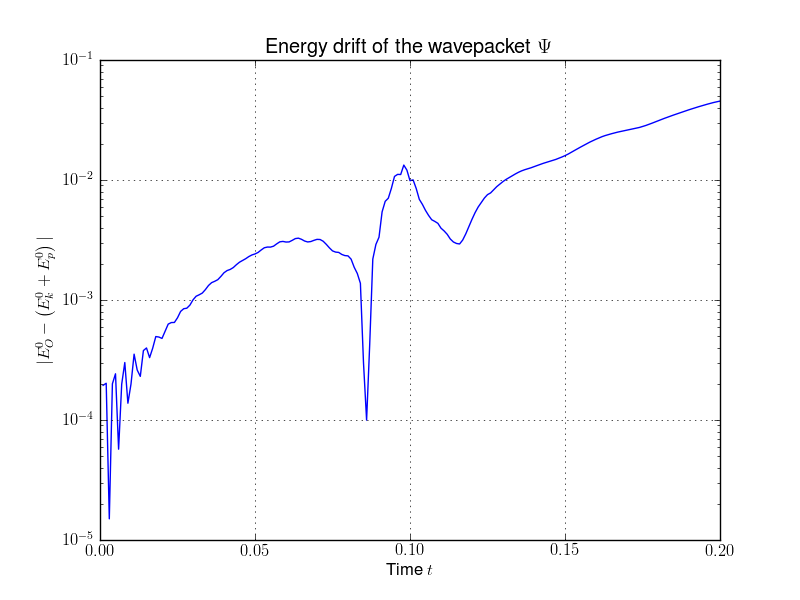 Energy drift of the wavepacket Ψ
|E_O^0 − (E_k^0 + E_p^0) |
10^{-1}
10^{-2}
10^{-3}
10^{-4}
10^{-5}
0.00 0.05 0.10 0.15 0.20
Time t